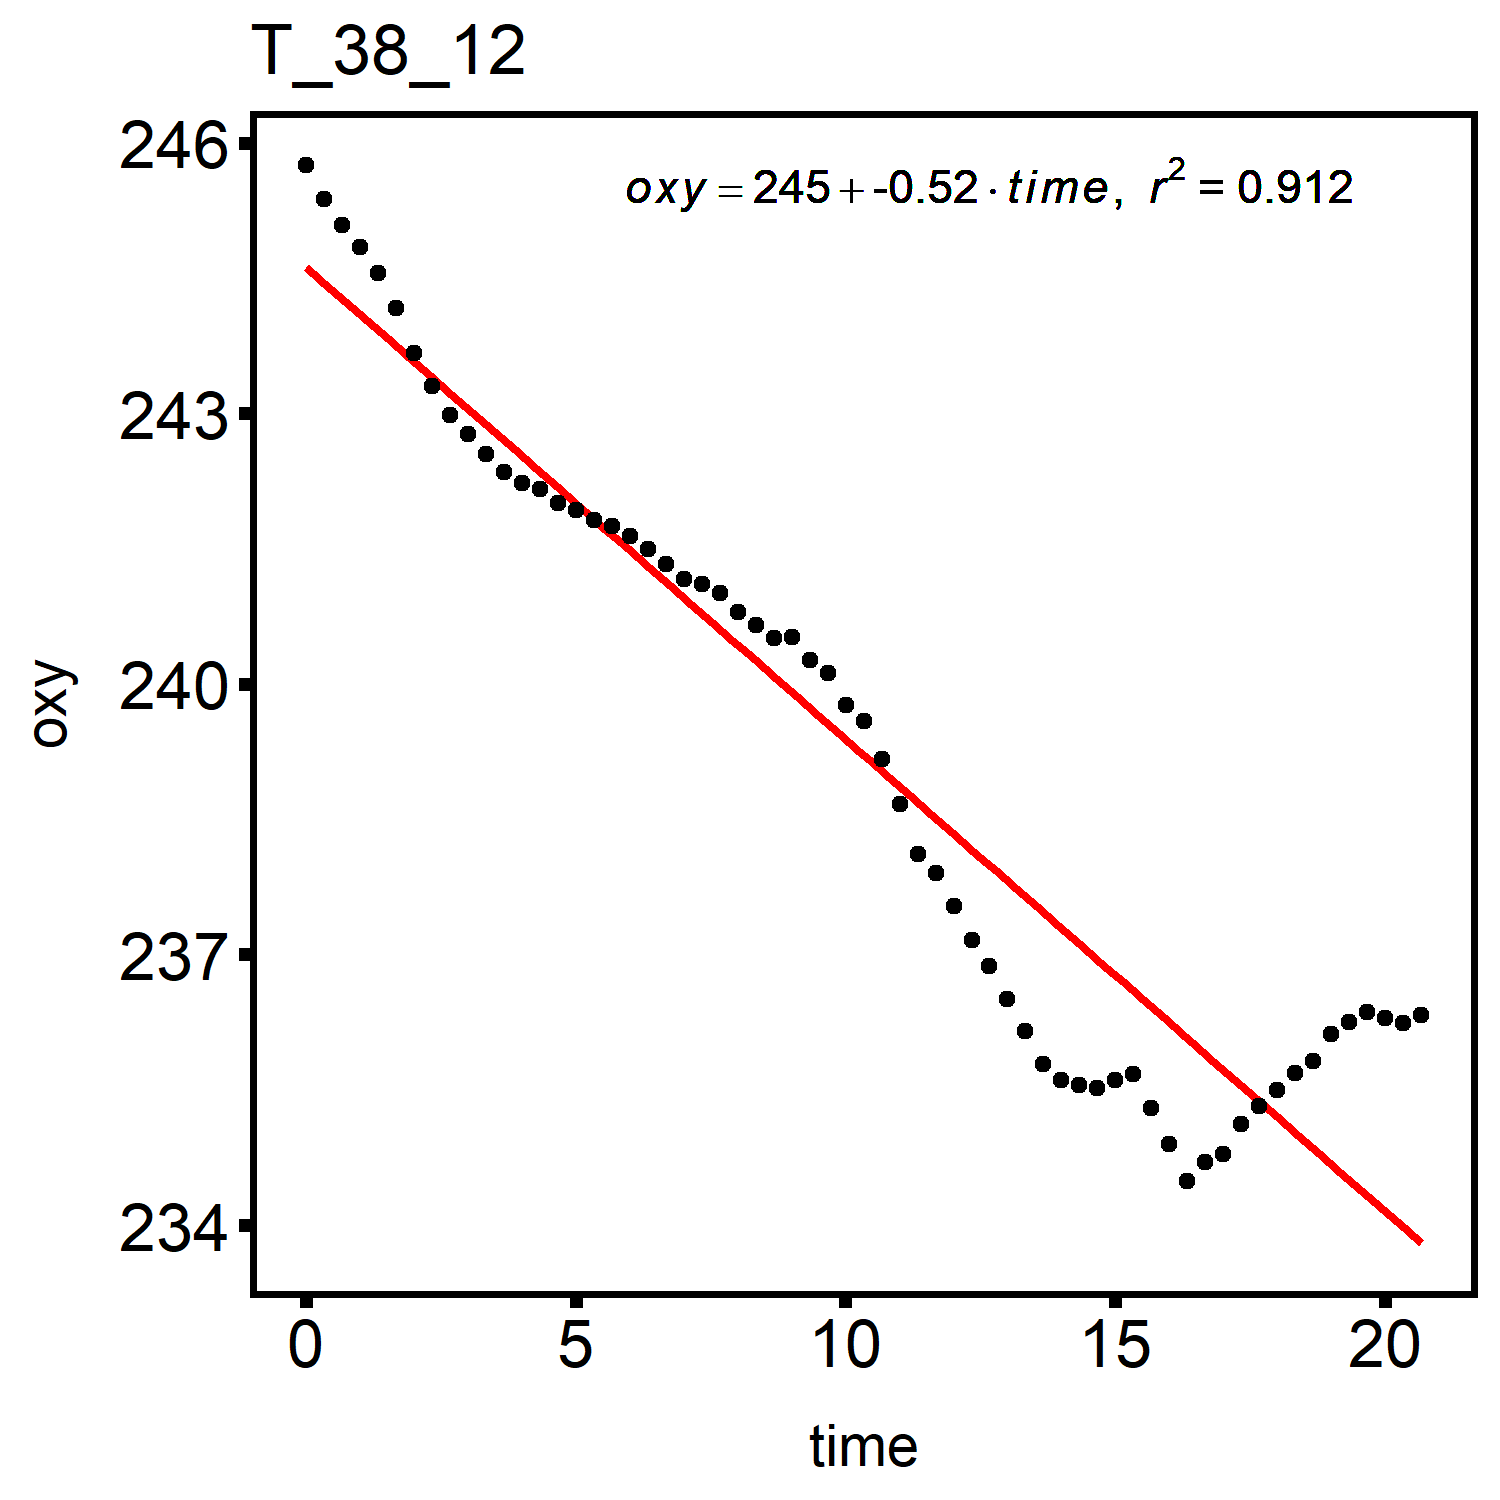 T_38_12
oxy = 245 + -0.52 · time, r² = 0.912
246
243
240
237
234
oxy
0 5 10 15 20
time